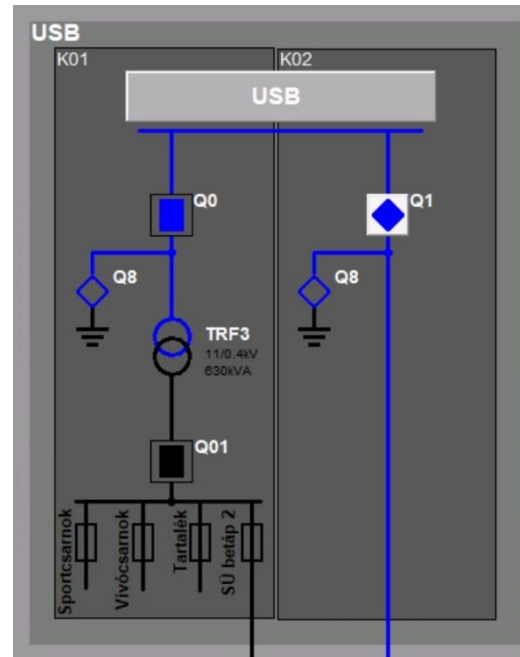 USB
K01
K02
USB
Q0
Q1
Q8
Q8
TRF3
11/0.4kV
630kVA
Q01
Sportcsarnok
Vívócsarnok
Tartalék
SÜ betáp 2